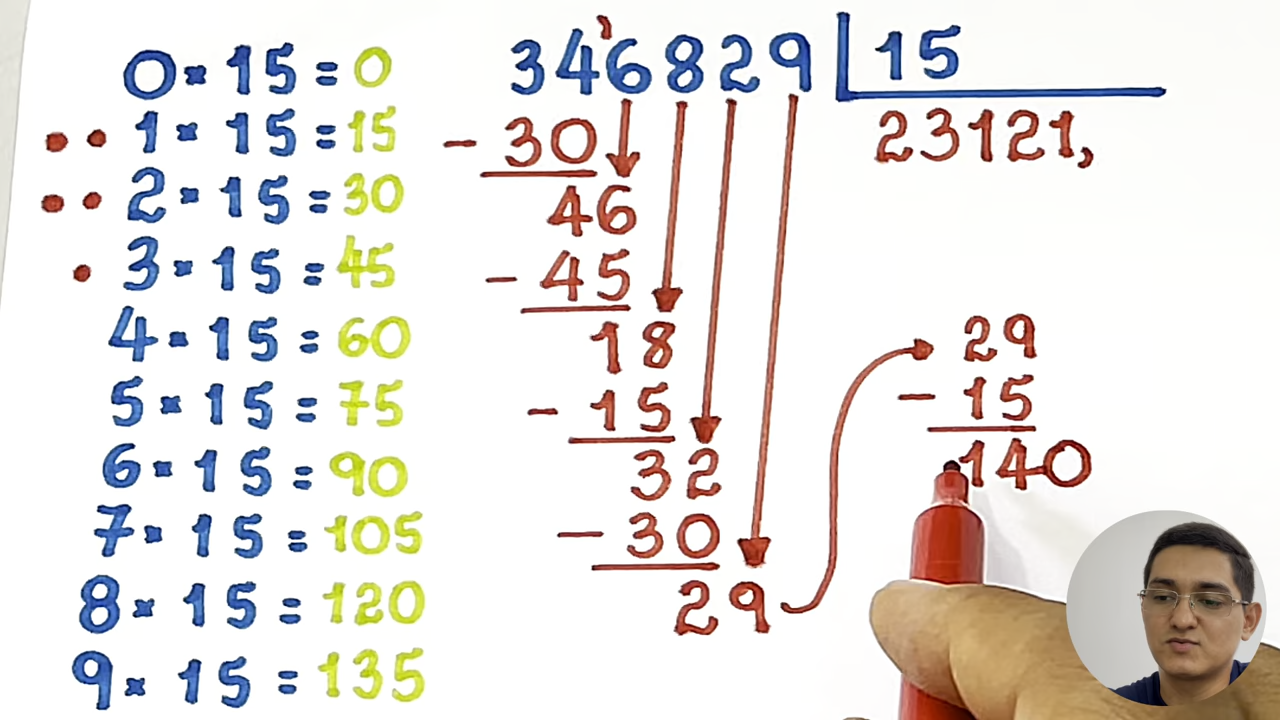 0 × 15 = 0
1 × 15 = 15
2 × 15 = 30
3 × 15 = 45
4 × 15 = 60
5 × 15 = 75
6 × 15 = 90
7 × 15 = 105
8 × 15 = 120
9 × 15 = 135
34'6829 15
23121,
- 30
46
- 45
18
- 15
32
- 30
29
29
- 15
140